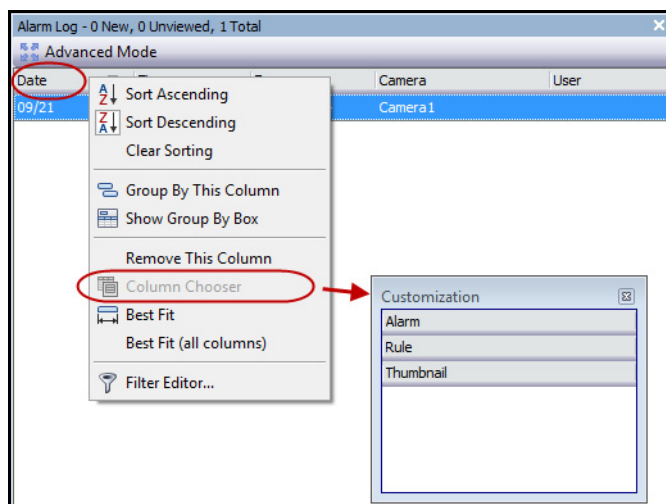 Alarm Log - 0 New, 0 Unviewed, 1 Total
Advanced Mode
Date Camera User
09/21 Camera1
Sort Ascending
Sort Descending
Clear Sorting
Group By This Column
Show Group By Box
Remove This Column
Column Chooser
Best Fit
Best Fit (all columns)
Filter Editor...
Customization
Alarm
Rule
Thumbnail